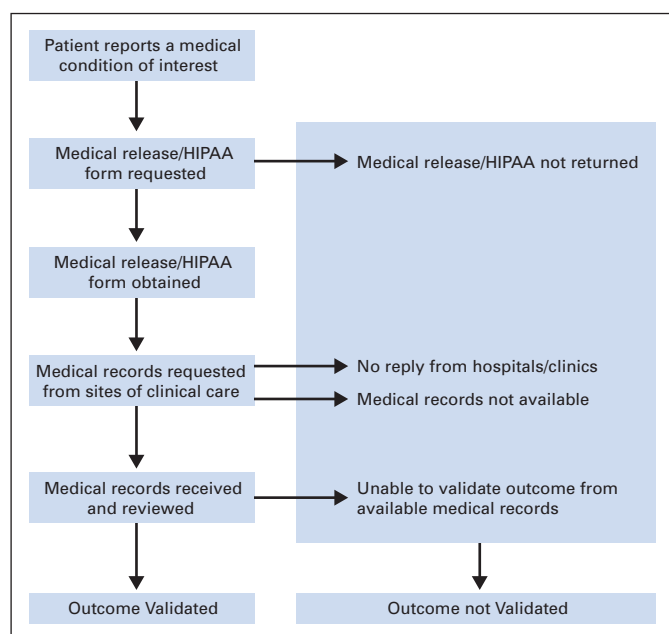 Patient reports a medical
condition of interest
Medical release/HIPAA
form requested
Medical release/HIPAA not returned
Medical release/HIPAA
form obtained
Medical records requested
from sites of clinical care
No reply from hospitals/clinics
Medical records not available
Medical records received
and reviewed
Unable to validate outcome from
available medical records
Outcome Validated
Outcome not Validated